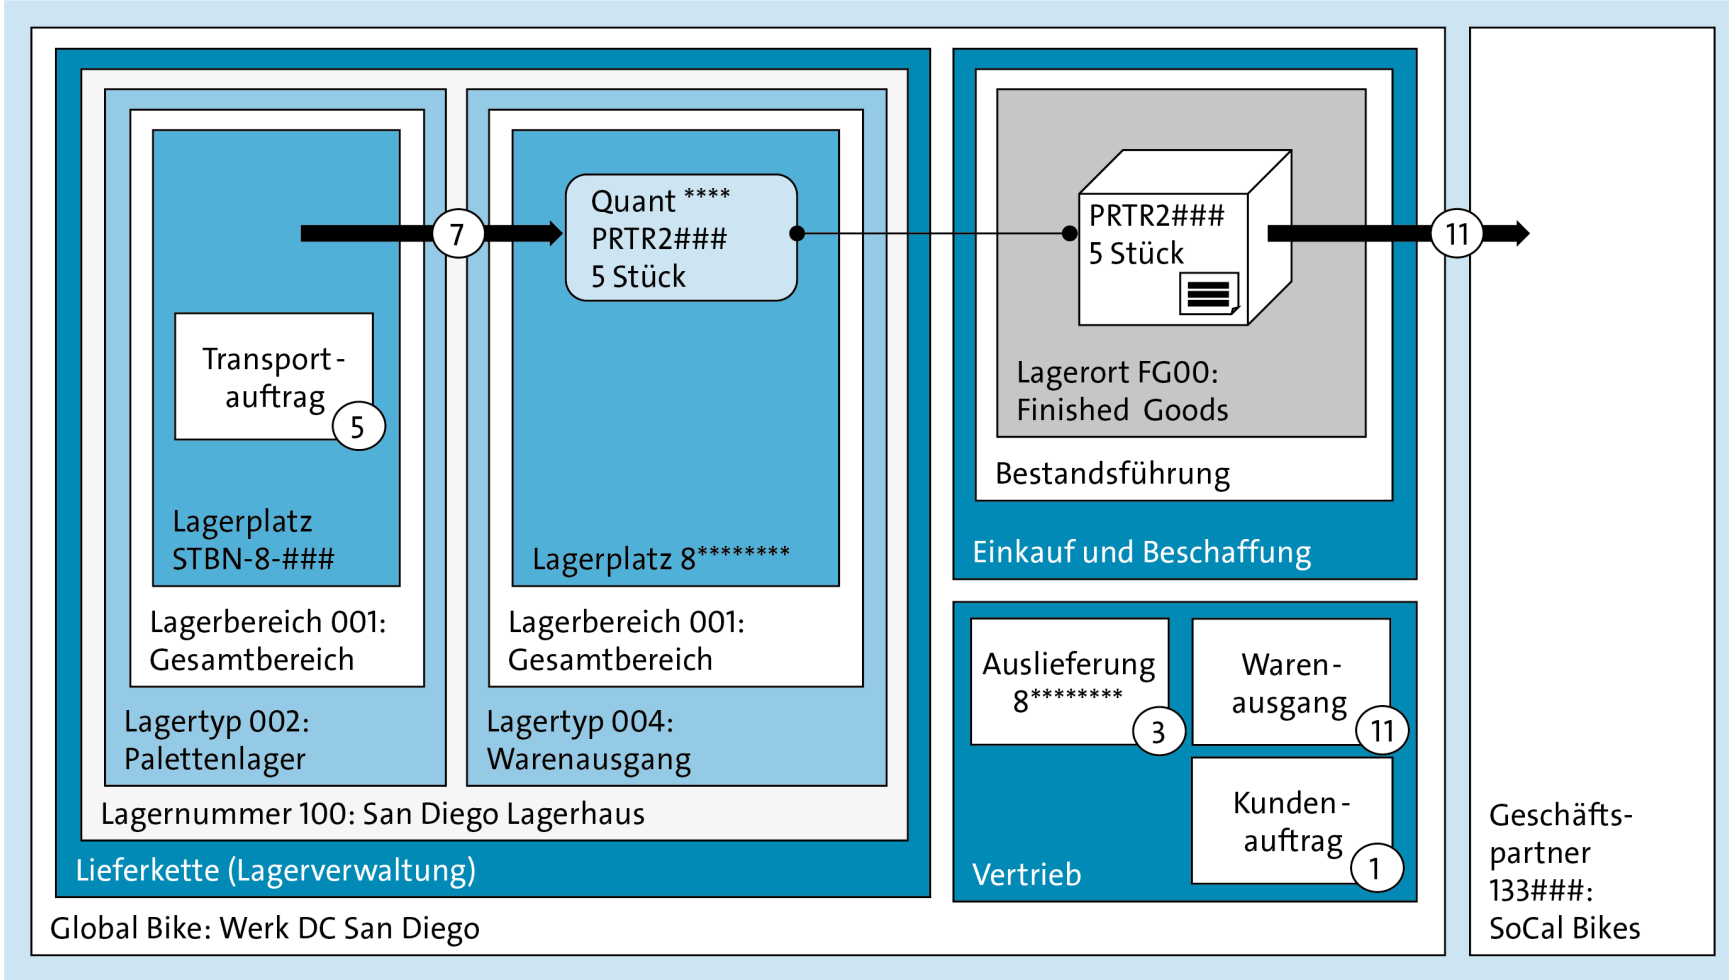 Quant ****
PRTR2###
5 Stück
7
PRTR2###
5 Stück
11
Transport-
auftrag
5
Lagerort FG00:
Finished Goods
Bestandsführung
Einkauf und Beschaffung
Lagerplatz
STBN-8-###
Lagerplatz 8********
Lagerbereich 001:
Gesamtbereich
Lagerbereich 001:
Gesamtbereich
Lagertyp 002:
Palettenlager
Lagertyp 004:
Warenausgang
Lagernummer 100: San Diego Lagerhaus
Lieferkette (Lagerverwaltung)
Auslieferung
8********
3
Waren-
ausgang
11
Kunden-
auftrag
1
Vertrieb
Global Bike: Werk DC San Diego
Geschäfts-
partner
133###:
SoCal Bikes